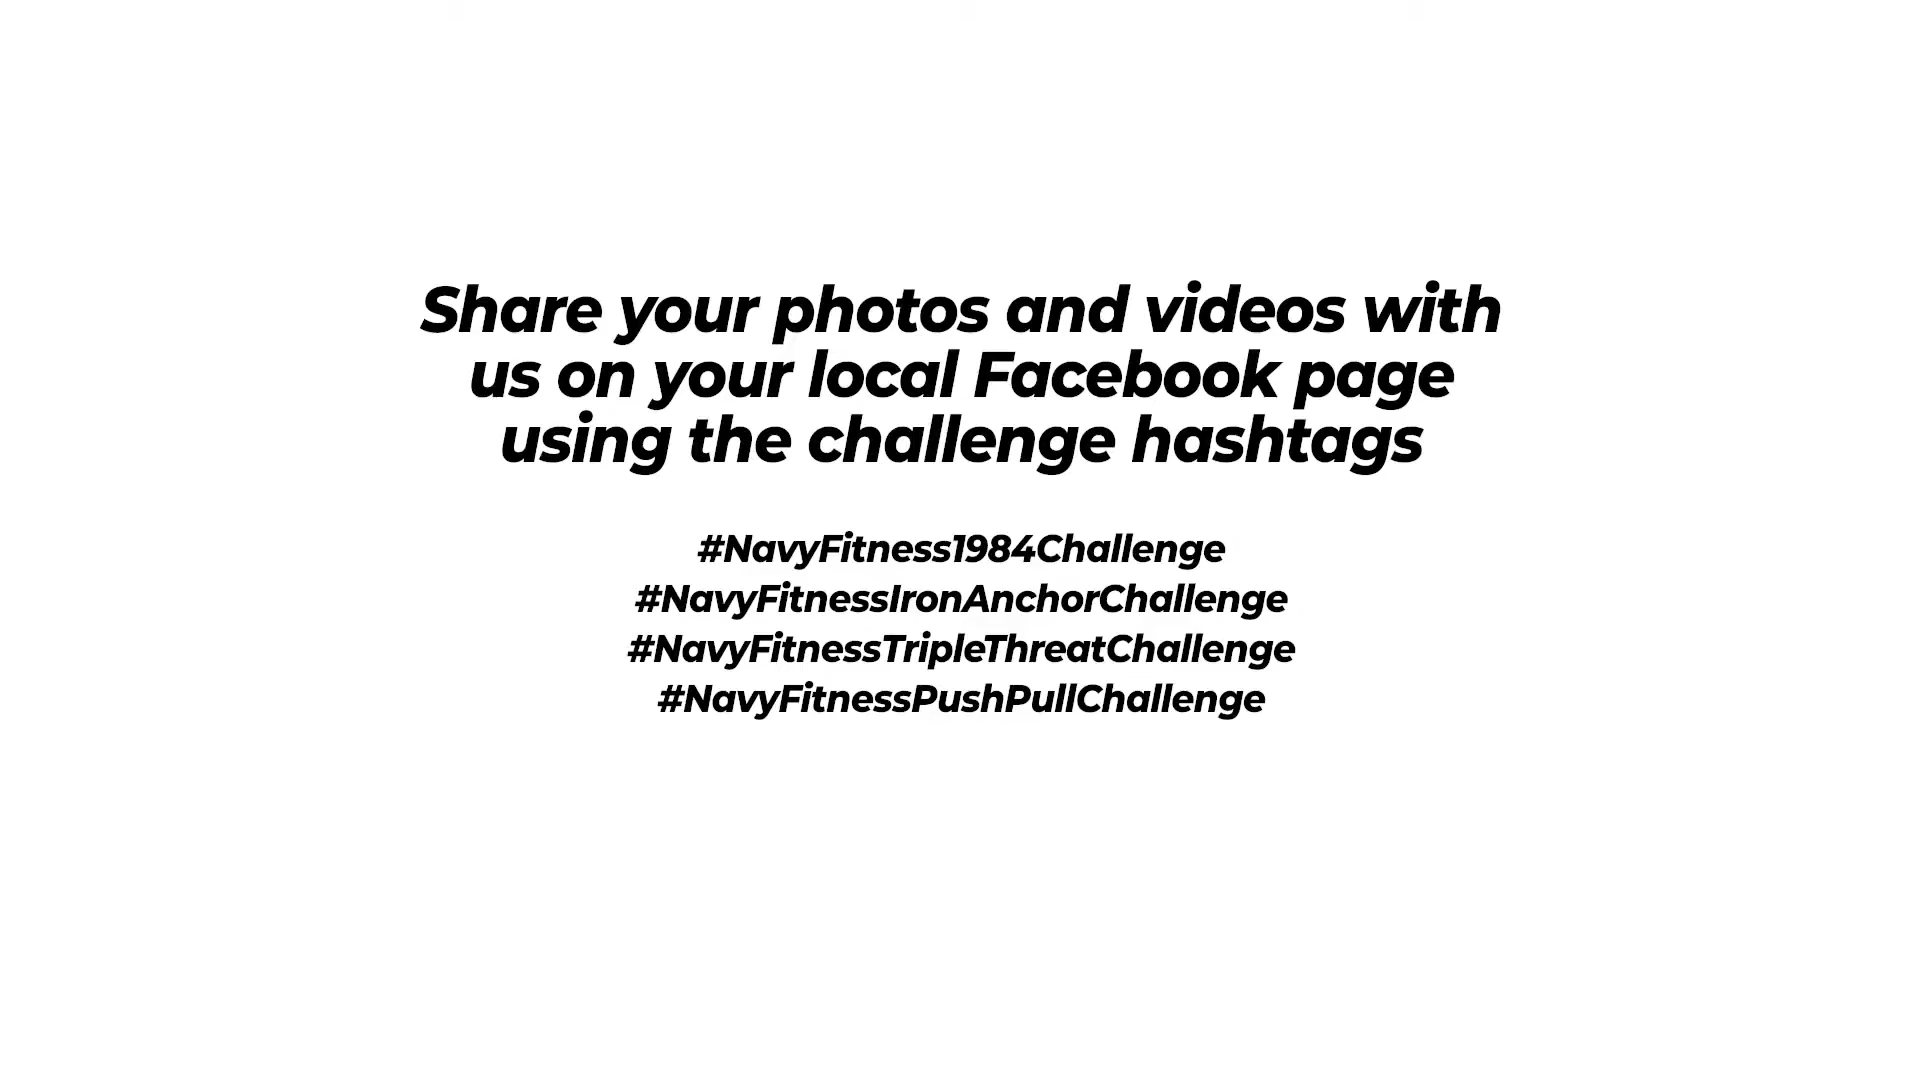 Share your photos and videos with
us on your local Facebook page
using the challenge hashtags
#NavyFitness1984Challenge
#NavyFitnessIronAnchorChallenge
#NavyFitnessTripleThreatChallenge
#NavyFitnessPushPullChallenge